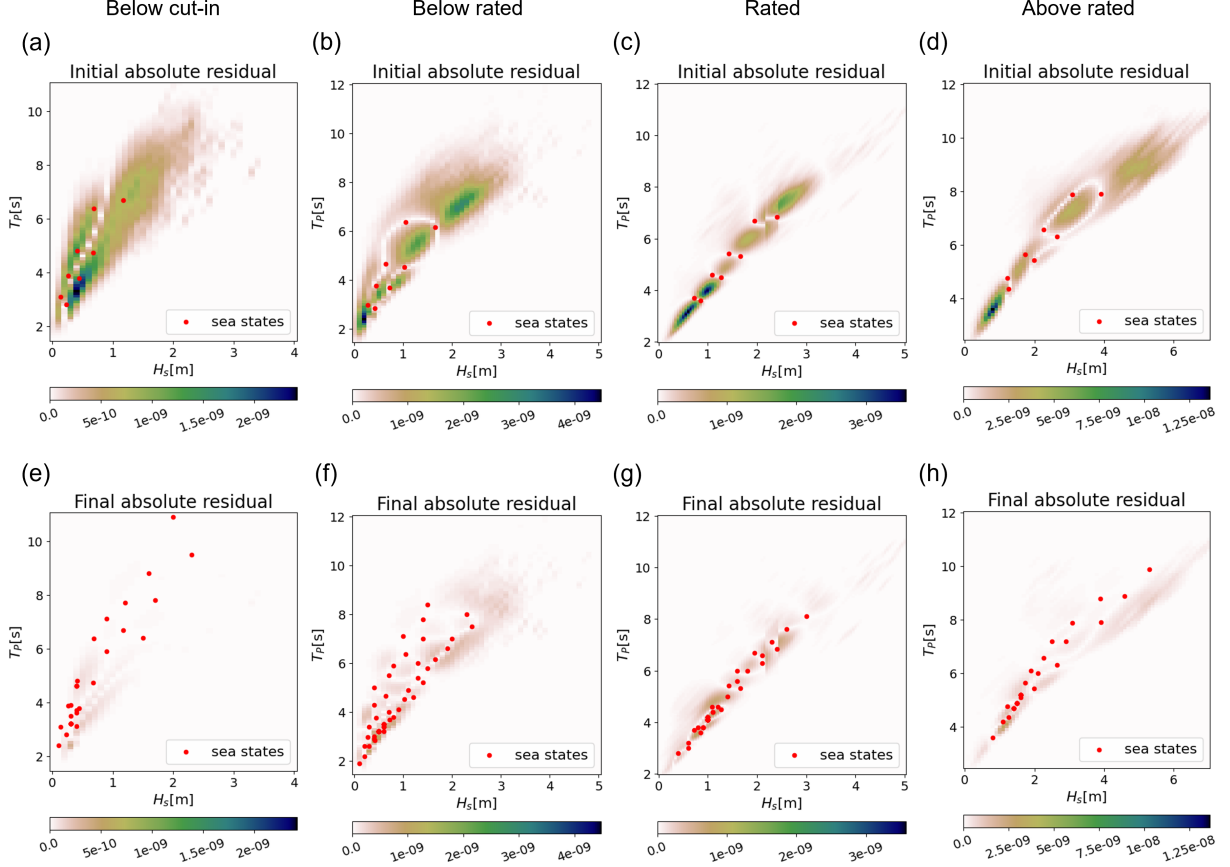 Below cut-in Below rated Rated Above rated
(a) (b) (c) (d)
Initial absolute residual Initial absolute residual Initial absolute residual Initial absolute residual
10
8
6
4
2
T_P[s]
sea states
0 1 2 3 4
H_s[m]
0.0 5e-10 1e-09 1.5e-09 2e-09
12
10
8
6
4
2
T_P[s]
sea states
0 1 2 3 4 5
H_s[m]
0.0 1e-09 2e-09 3e-09 4e-09
12
10
8
6
4
2
T_P[s]
sea states
0 1 2 3 4 5
H_s[m]
0.0 1e-09 2e-09 3e-09
12
10
8
6
4
T_P[s]
sea states
0 2 4 6
H_s[m]
0.0 2.5e-09 5e-09 7.5e-09 1e-08 1.25e-08
(e) (f) (g) (h)
Final absolute residual Final absolute residual Final absolute residual Final absolute residual
10
8
6
4
2
T_P[s]
sea states
0 1 2 3 4
H_s[m]
0.0 5e-10 1e-09 1.5e-09 2e-09
12
10
8
6
4
2
T_P[s]
sea states
0 1 2 3 4 5
H_s[m]
0.0 1e-09 2e-09 3e-09 4e-09
12
10
8
6
4
2
T_P[s]
sea states
0 1 2 3 4 5
H_s[m]
0.0 1e-09 2e-09 3e-09
12
10
8
6
4
T_P[s]
sea states
0 2 4 6
H_s[m]
0.0 2.5e-09 5e-09 7.5e-09 1e-08 1.25e-08